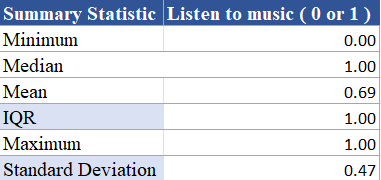 Summary Statistic Listen to music ( 0 or 1 )
Minimum 0.00
Median 1.00
Mean 0.69
IQR 1.00
Maximum 1.00
Standard Deviation 0.47